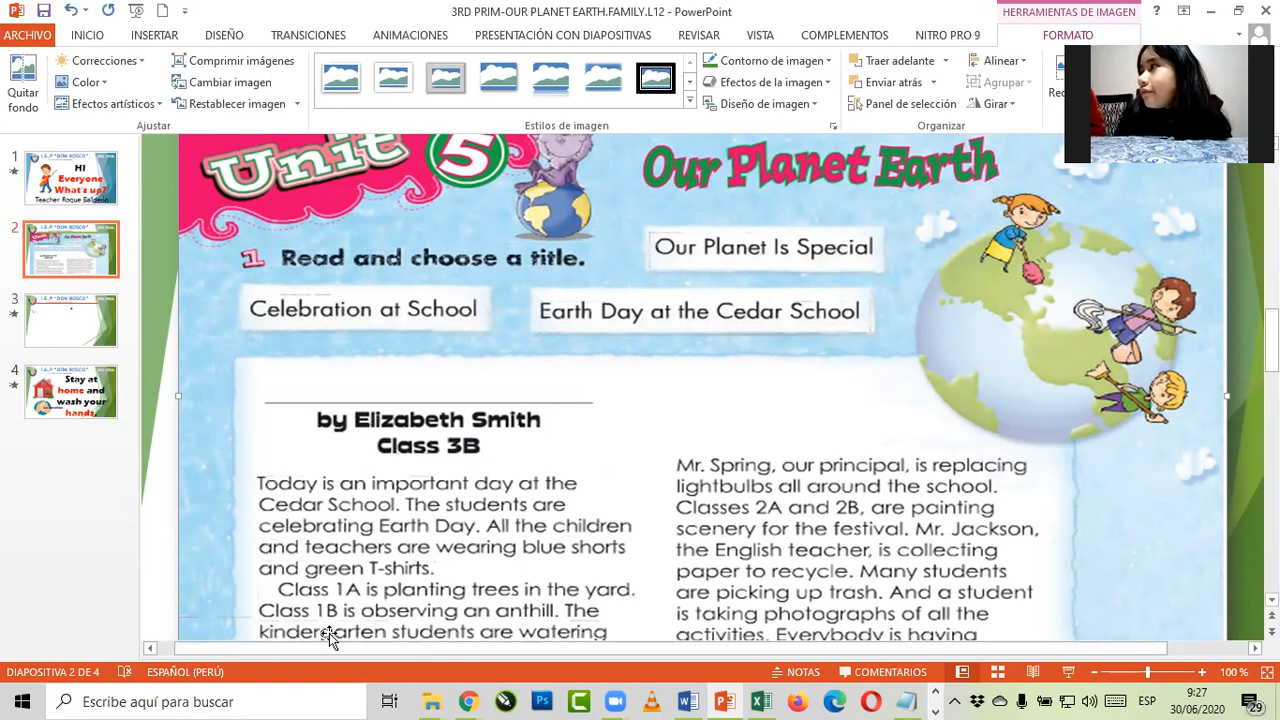 3RD PRIM-OUR PLANET EARTH.FAMILY.L12 - PowerPoint
HERRAMIENTAS DE IMAGEN
ARCHIVO INICIO INSERTAR DISEÑO TRANSICIONES ANIMACIONES PRESENTACIÓN CON DIAPOSITIVAS REVISAR VISTA COMPLEMENTOS NITRO PRO 9 FORMATO
Quitar fondo
Correcciones
Color
Efectos artísticos
Comprimir imágenes
Cambiar imagen
Restablecer imagen
Ajustar
Contorno de imagen
Efectos de la imagen
Diseño de imagen
Estilos de imagen
Traer adelante
Enviar atrás
Panel de selección
Alinear
Agrupar
Girar
Organizar
1
HI
Everyone
What's up?
Teacher Roque Galdeon
2
3
4
Stay at
home and
wash your
hands
Unit 5
Our Planet Earth
1 Read and choose a title.
Our Planet Is Special
Celebration at School
Earth Day at the Cedar School
by Elizabeth Smith
Class 3B
Today is an important day at the
Cedar School. The students are
celebrating Earth Day. All the children
and teachers are wearing blue shorts
and green T-shirts.
Class 1A is planting trees in the yard.
Class 1B is observing an anthill. The
kindergarten students are watering
Mr. Spring, our principal, is replacing
lightbulbs all around the school.
Classes 2A and 2B, are painting
scenery for the festival. Mr. Jackson,
the English teacher, is collecting
paper to recycle. Many students
are picking up trash. And a student
is taking photographs of all the
activities. Everybody is having
DIAPOSITIVA 2 DE 4 ESPAÑOL (PERÚ) NOTAS COMENTARIOS 100 %
Escribe aquí para buscar
ESP
9:27
30/06/2020
29